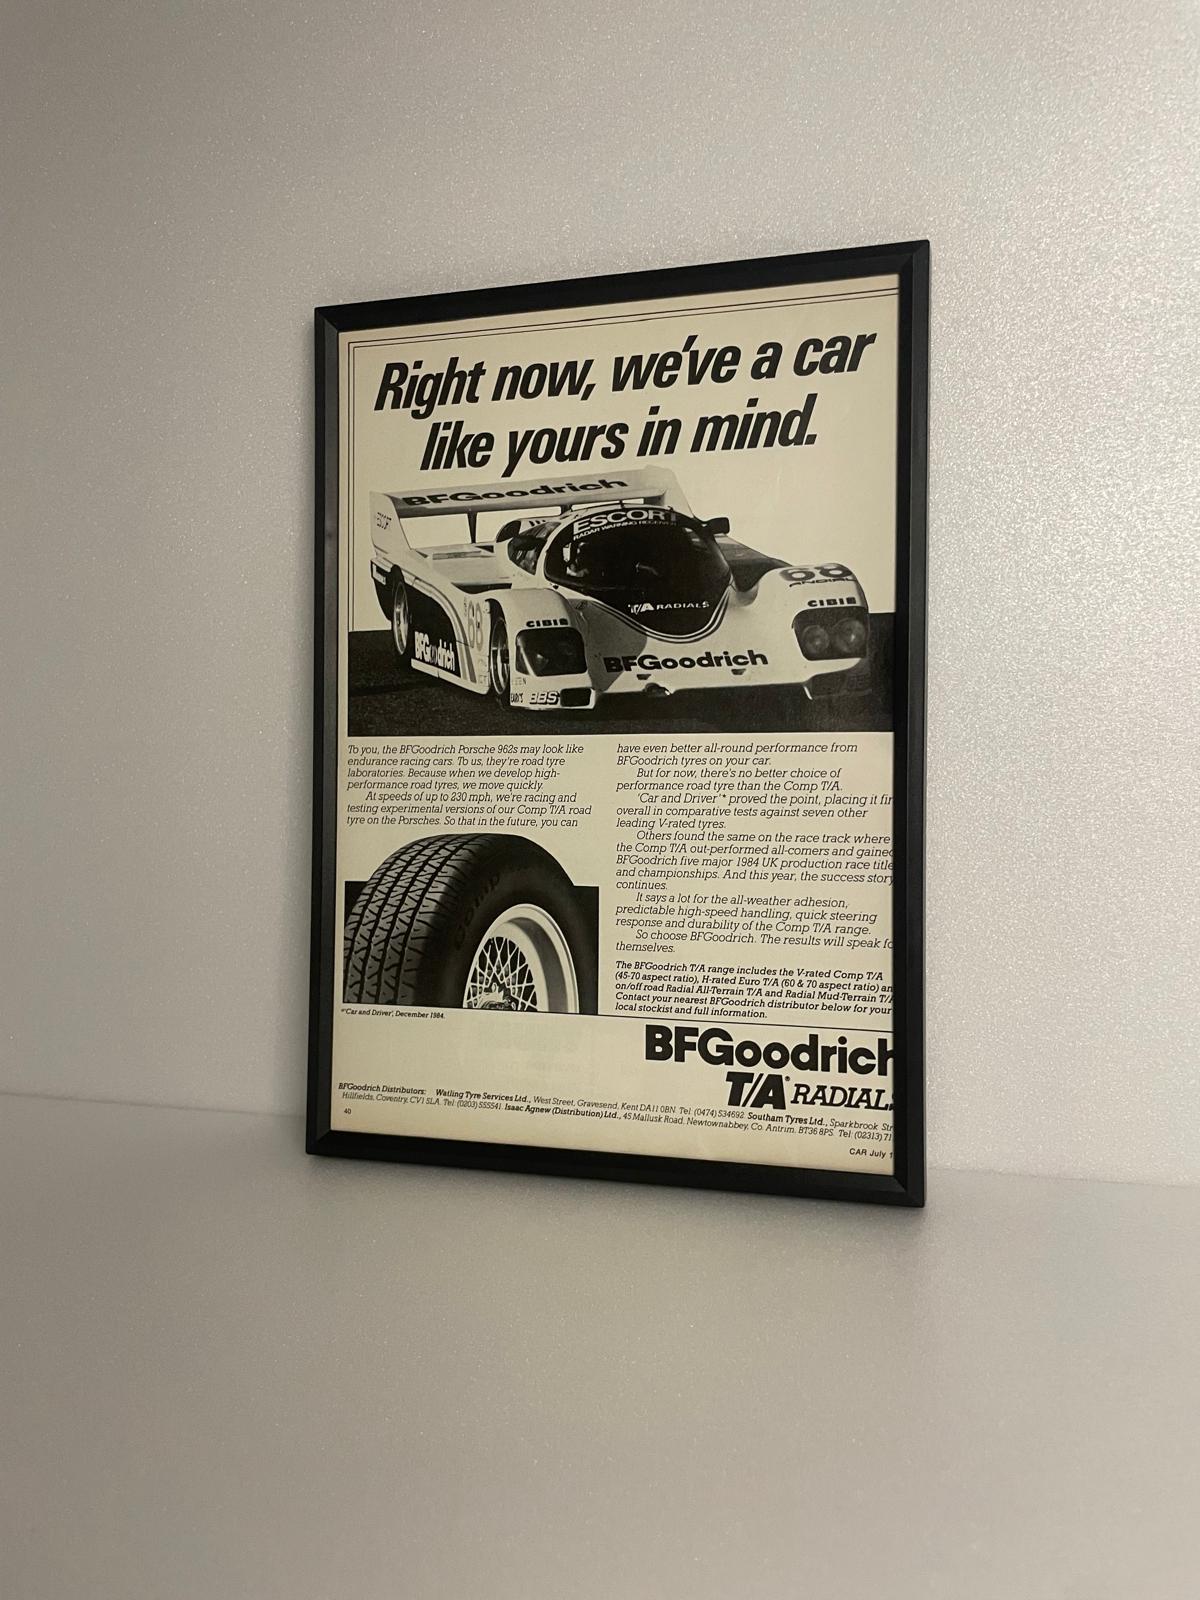 Right now, we've a car
like yours in mind.
BFGoodrich
ESCORT
ESCORT
RADAR WARNING RECEIVER
68
ANDIAL
CIBIE
T/A RADIALS
68
CIBIE
BFGoodrich
BFGoodrich
BBS
To you, the BFGoodrich Porsche 962s may look like
endurance racing cars. To us, they're road tyre
laboratories. Because when we develop high-
performance road tyres, we move quickly.
At speeds of up to 230 mph, we're racing and
testing experimental versions of our Comp T/A road
tyre on the Porsches. So that in the future, you can
have even better all-round performance from
BFGoodrich tyres on your car.
But for now, there's no better choice of
performance road tyre than the Comp T/A.
'Car and Driver'* proved the point, placing it fir
overall in comparative tests against seven other
leading V-rated tyres.
Others found the same on the race track where
the Comp T/A out-performed all-comers and gained
BFGoodrich five major 1984 UK production race title
and championships. And this year, the success story
continues.
It says a lot for the all-weather adhesion,
predictable high-speed handling, quick steering
response and durability of the Comp T/A range.
So choose BFGoodrich. The results will speak fo
themselves.
The BFGoodrich T/A range includes the V-rated Comp T/A
(45-70 aspect ratio), H-rated Euro T/A (60 & 70 aspect ratio) an
on/off road Radial All-Terrain T/A and Radial Mud-Terrain T/A
Contact your nearest BFGoodrich distributor below for your
local stockist and full information.
Comp
*'Car and Driver', December 1984.
BFGoodrich
T/A® RADIALS
BFGoodrich Distributors: Watling Tyre Services Ltd., West Street, Gravesend, Kent DA11 0BN. Tel: (0474) 534692. Southam Tyres Ltd., Sparkbrook Str
Hillfields, Coventry, CV1 5LA. Tel: (0203) 555541. Isaac Agnew (Distribution) Ltd., 45 Mallusk Road, Newtownabbey, Co. Antrim. BT36 8PS. Tel: (02313) 71
40
CAR July 1